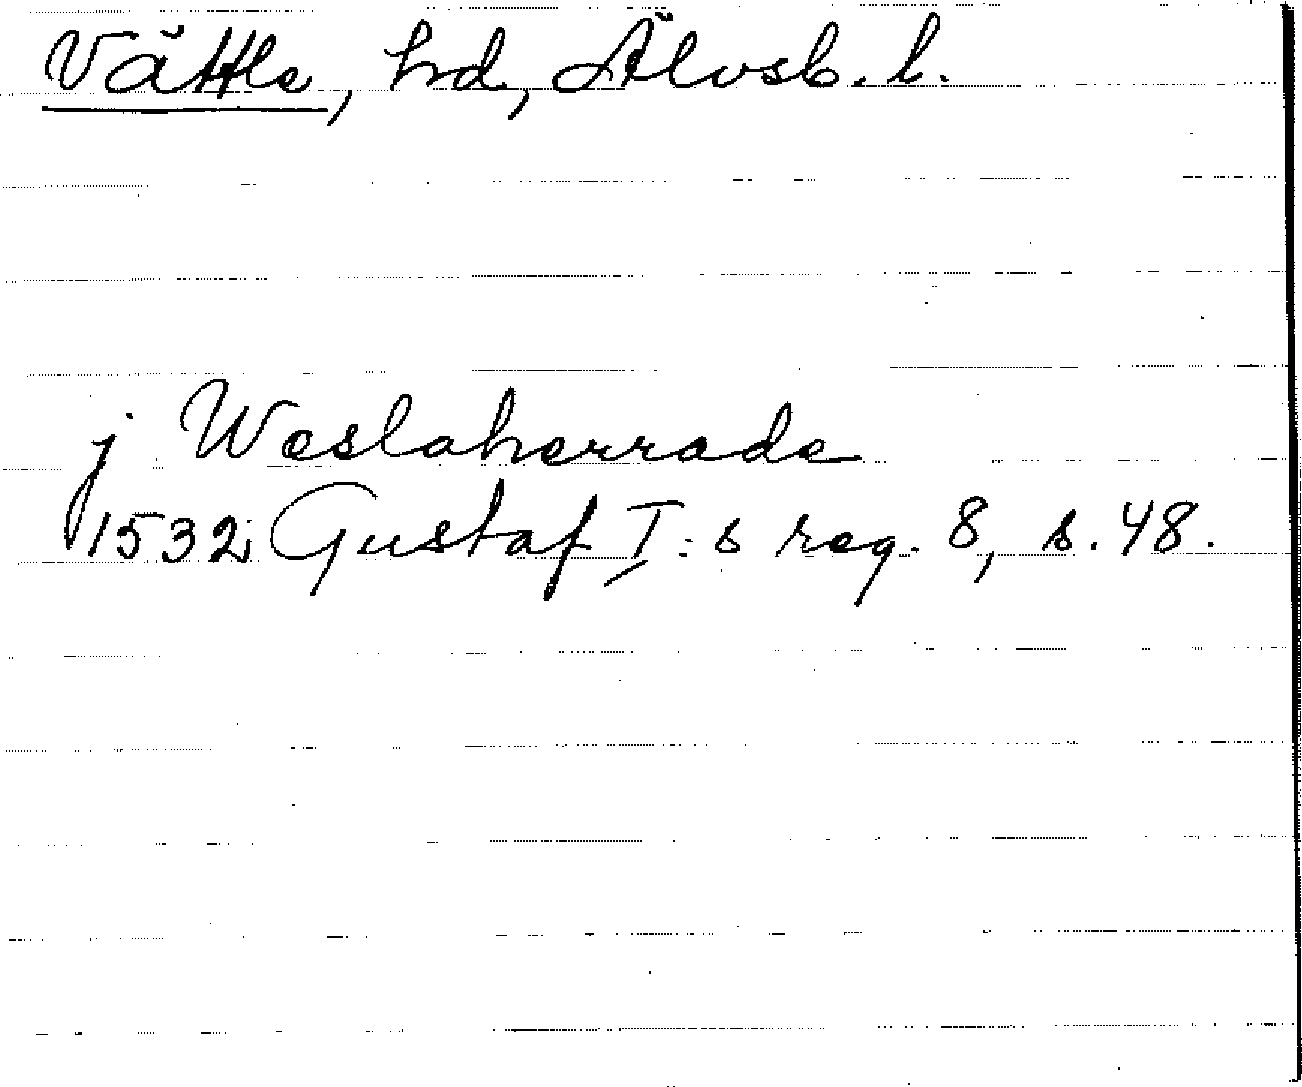 Vättle, hd, Älvsb. l.
j Weslaherrade
1532 Gustaf I:s reg. 8, s. 48.